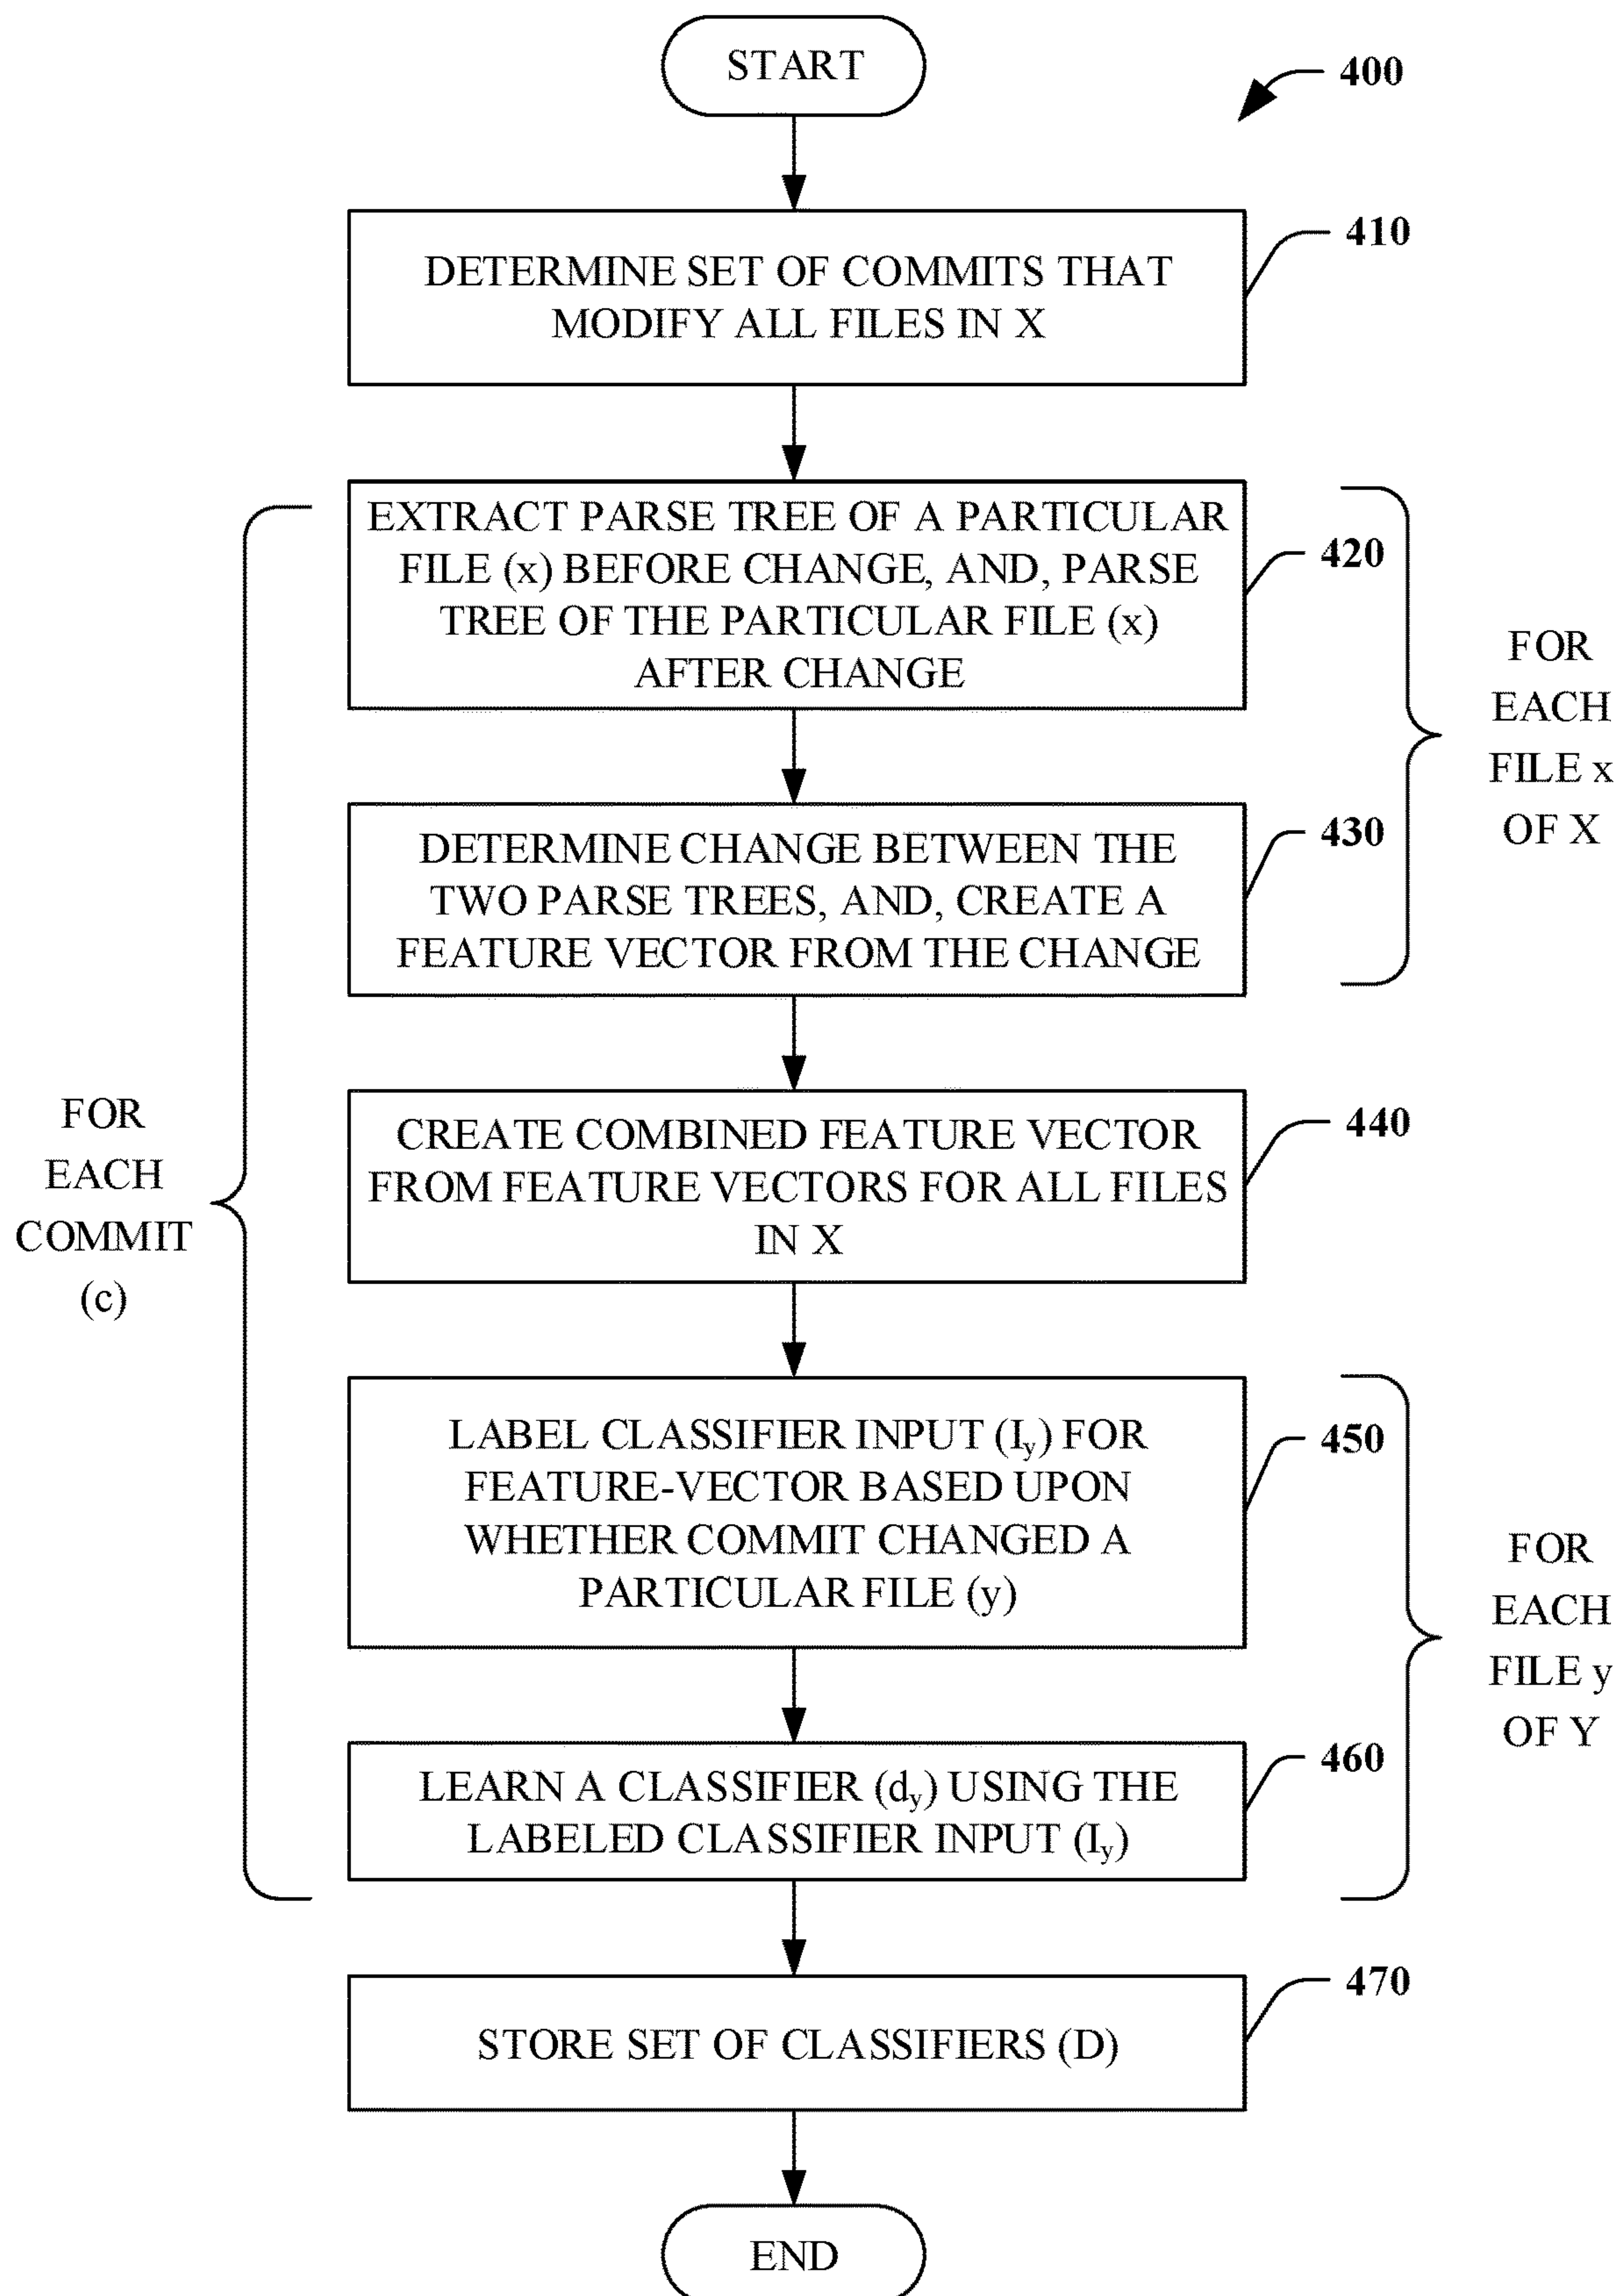 START
400
DETERMINE SET OF COMMITS THAT
MODIFY ALL FILES IN X
410
EXTRACT PARSE TREE OF A PARTICULAR
FILE (x) BEFORE CHANGE, AND, PARSE
TREE OF THE PARTICULAR FILE (x)
AFTER CHANGE
420
FOR
EACH
FILE x
OF X
DETERMINE CHANGE BETWEEN THE
TWO PARSE TREES, AND, CREATE A
FEATURE VECTOR FROM THE CHANGE
430
FOR
EACH
COMMIT
(c)
CREATE COMBINED FEATURE VECTOR
FROM FEATURE VECTORS FOR ALL FILES
IN X
440
LABEL CLASSIFIER INPUT (Iy) FOR
FEATURE-VECTOR BASED UPON
WHETHER COMMIT CHANGED A
PARTICULAR FILE (y)
450
FOR
EACH
FILE y
OF Y
LEARN A CLASSIFIER (dy) USING THE
LABELED CLASSIFIER INPUT (Iy)
460
STORE SET OF CLASSIFIERS (D)
470
END